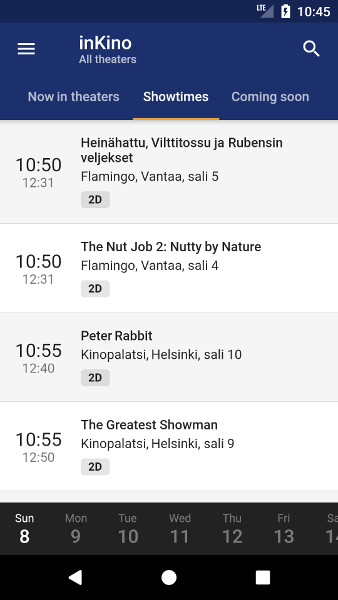 LTE 10:45
inKino
All theaters
Now in theaters Showtimes Coming soon
10:50
12:31
Heinähattu, Vilttitossu ja Rubensin
veljekset
Flamingo, Vantaa, sali 5
2D
10:50
12:31
The Nut Job 2: Nutty by Nature
Flamingo, Vantaa, sali 4
2D
10:55
12:40
Peter Rabbit
Kinopalatsi, Helsinki, sali 10
2D
10:55
12:50
The Greatest Showman
Kinopalatsi, Helsinki, sali 9
2D
Sun Mon Tue Wed Thu Fri Sa
8 9 10 11 12 13 14